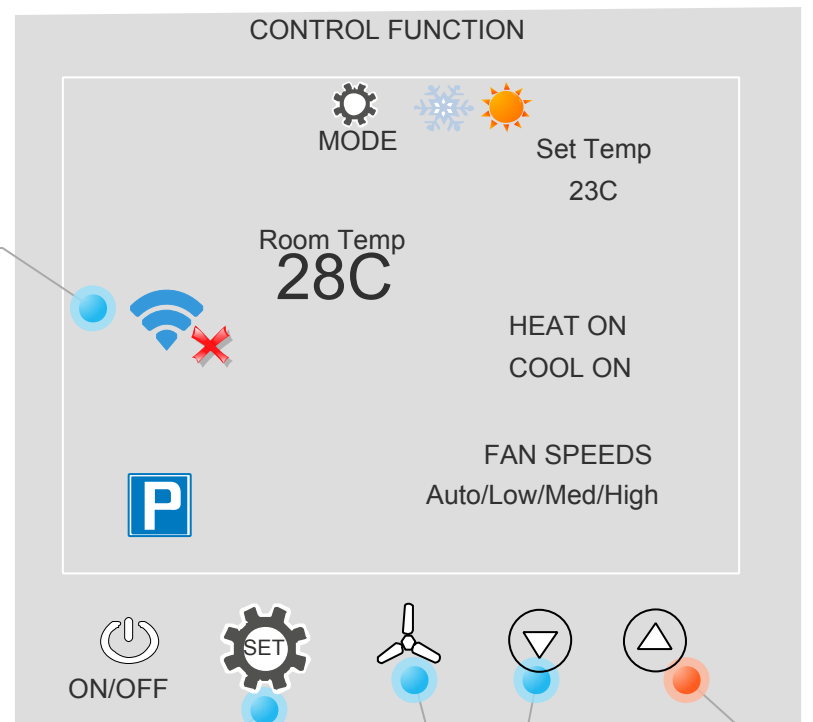 CONTROL FUNCTION
MODE
Set Temp
23C
Room Temp
28C
HEAT ON
COOL ON
FAN SPEEDS
Auto/Low/Med/High
P
SET
ON/OFF